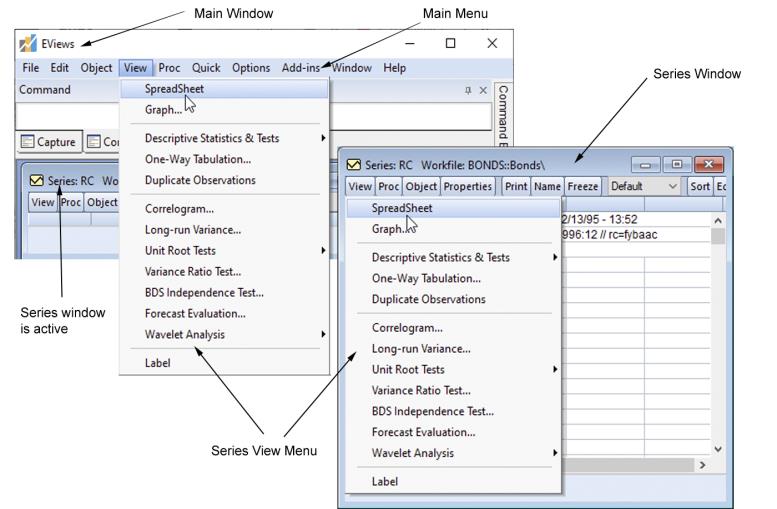 Main Window
Main Menu
EViews
File Edit Object View Proc Quick Options Add-ins Window Help
Command
Capture
Series: RC
View Proc Object
SpreadSheet
Graph...
Descriptive Statistics & Tests
One-Way Tabulation...
Duplicate Observations
Correlogram...
Long-run Variance...
Unit Root Tests
Variance Ratio Test...
BDS Independence Test...
Forecast Evaluation...
Wavelet Analysis
Label
Series window
is active
Series View Menu
Series Window
Series: RC Workfile: BONDS::Bonds\
View Proc Object Properties Print Name Freeze Default Sort
2/13/95 - 13:52
996:12 // rc=fybaac
SpreadSheet
Graph...
Descriptive Statistics & Tests
One-Way Tabulation...
Duplicate Observations
Correlogram...
Long-run Variance...
Unit Root Tests
Variance Ratio Test...
BDS Independence Test...
Forecast Evaluation...
Wavelet Analysis
Label